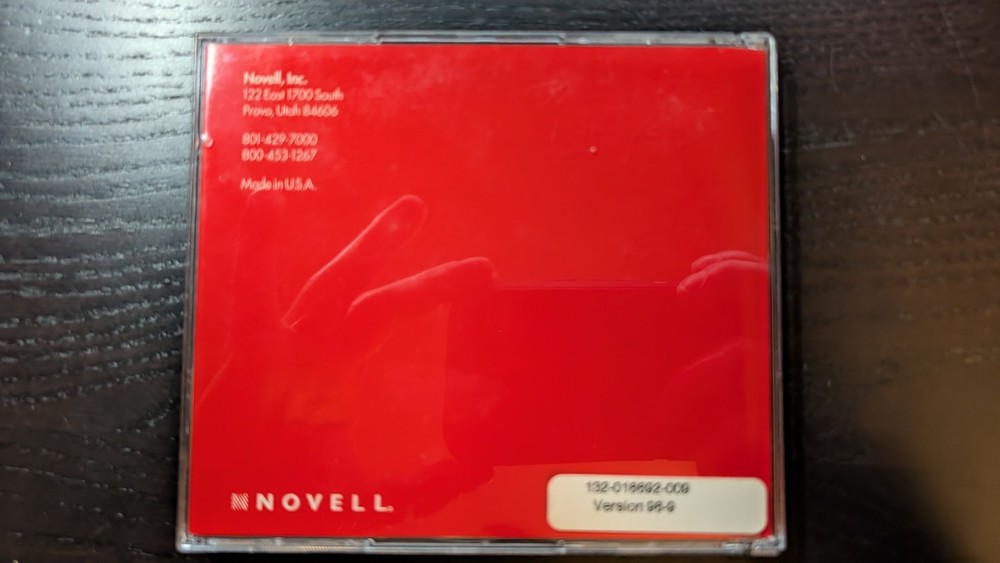 Novell, Inc.
122 East 1700 South
Provo, Utah 84606
801-429-7000
800-453-1267
Made in U.S.A.
NOVELL.
132-016692-009
Version 96-9